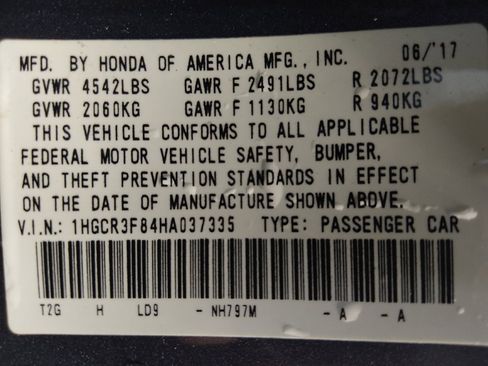 MFD. BY HONDA OF AMERICA MFG., INC. 06/'17
GVWR 4542LBS GAWR F 2491LBS R 2072LBS
GVWR 2060KG GAWR F 1130KG R 940KG
THIS VEHICLE CONFORMS TO ALL APPLICABLE
FEDERAL MOTOR VEHICLE SAFETY, BUMPER,
AND THEFT PREVENTION STANDARDS IN EFFECT
ON THE DATE OF MANUFACTURE SHOWN ABOVE.
V.I.N.: 1HGCR3F84HA037335 TYPE: PASSENGER CAR
T2G H LD9 - NH797M - A - A